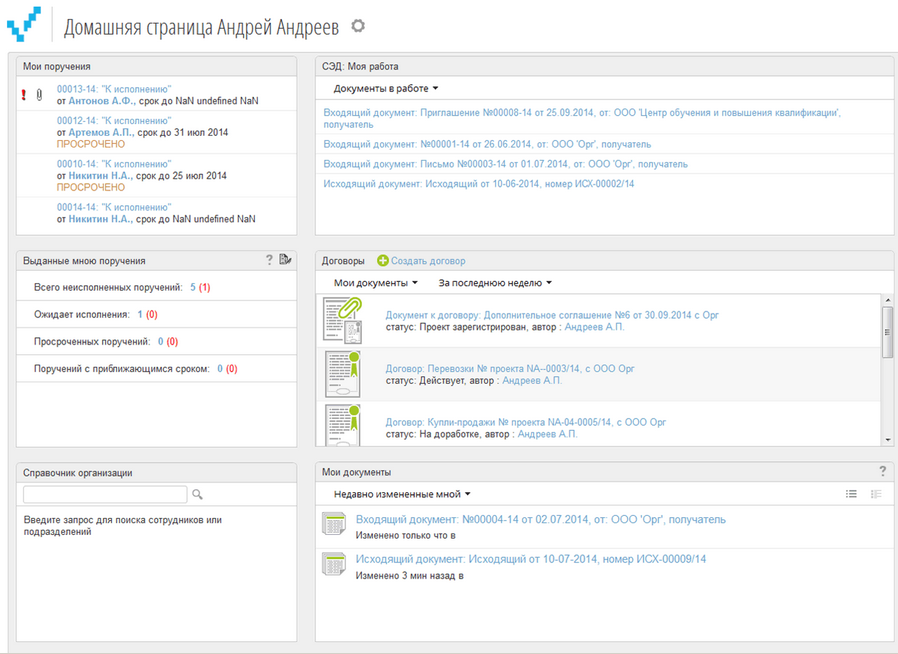 Домашняя страница Андрей Андреев
Мои поручения
00013-14: "К исполнению"
от Антонов А.Ф., срок до NaN undefined NaN
00012-14: "К исполнению"
от Артемов А.П., срок до 31 июл 2014
ПРОСРОЧЕНО
00010-14: "К исполнению"
от Никитин Н.А., срок до 25 июл 2014
ПРОСРОЧЕНО
00014-14: "К исполнению"
от Никитин Н.А., срок до NaN undefined NaN
СЭД: Моя работа
Документы в работе
Входящий документ: Приглашение №00008-14 от 25.09.2014, от: ООО 'Центр обучения и повышения квалификации',
получатель
Входящий документ: №00001-14 от 26.06.2014, от: ООО 'Орг', получатель
Входящий документ: Письмо №00003-14 от 01.07.2014, от: ООО 'Орг', получатель
Исходящий документ: Исходящий от 10-06-2014, номер ИСХ-00002/14
Выданные мною поручения ?
Всего неисполненных поручений: 5 (1)
Ожидает исполнения: 1 (0)
Просроченных поручений: 0 (0)
Поручений с приближающимся сроком: 0 (0)
Договоры Создать договор
Мои документы За последнюю неделю
Документ к договору: Дополнительное соглашение №6 от 30.09.2014 с Орг
статус: Проект зарегистрирован, автор : Андреев А.П.
Договор: Перевозки № проекта NA--0003/14, с ООО Орг
статус: Действует, автор : Андреев А.П.
Договор: Купли-продажи № проекта NA-04-0005/14, с ООО Орг
статус: На доработке, автор : Андреев А.П.
Справочник организации
Введите запрос для поиска сотрудников или
подразделений
Мои документы ?
Недавно измененные мной
Входящий документ: №00004-14 от 02.07.2014, от: ООО 'Орг', получатель
Изменено только что в
Исходящий документ: Исходящий от 10-07-2014, номер ИСХ-00009/14
Изменено 3 мин назад в